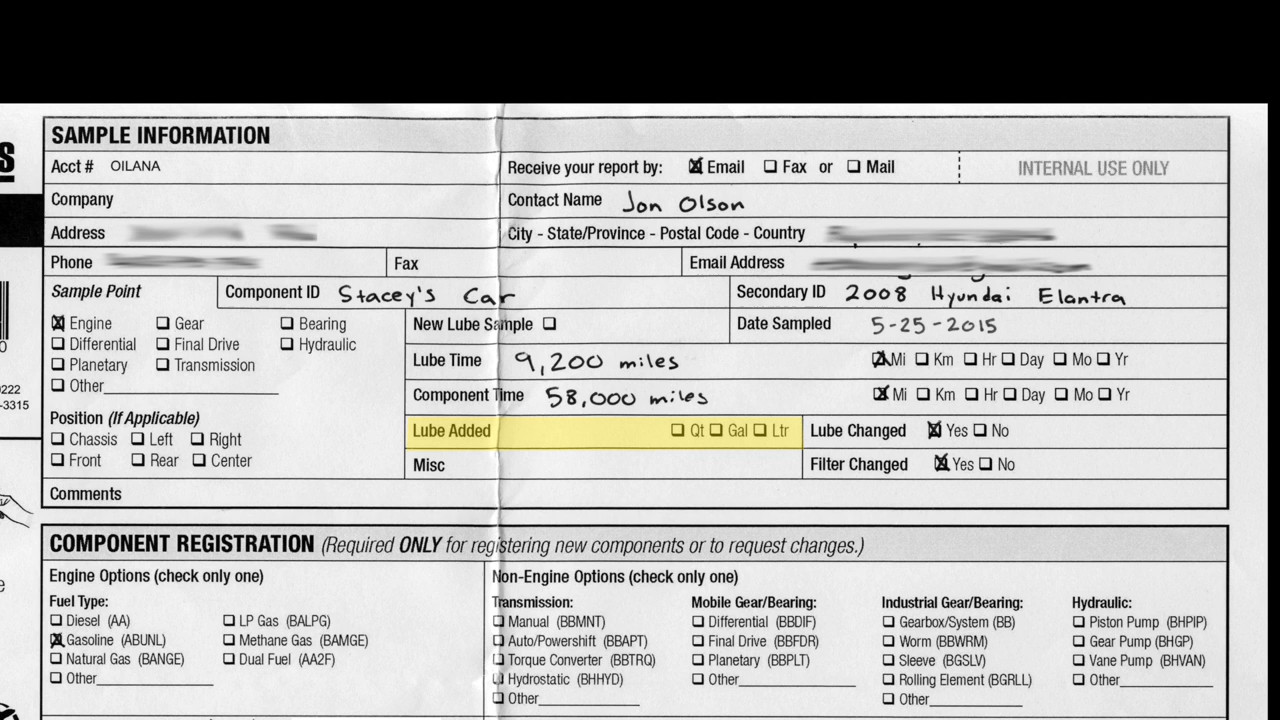 S
SAMPLE INFORMATION
Acct # OILANA
Receive your report by: Email Fax or Mail
INTERNAL USE ONLY
Company
Contact Name Jon Olson
Address
City - State/Province - Postal Code - Country
Phone
Fax
Email Address
Sample Point
Component ID Stacey's Car
Secondary ID 2008 Hyundai Elantra
Engine Gear Bearing
Differential Final Drive Hydraulic
Planetary Transmission
Other
New Lube Sample
Date Sampled 5-25-2015
Lube Time 9,200 miles Mi Km Hr Day Mo Yr
Component Time 58,000 miles Mi Km Hr Day Mo Yr
0
0222
-3315
Position (If Applicable)
Chassis Left Right
Front Rear Center
Lube Added Qt Gal Ltr
Lube Changed Yes No
Misc
Filter Changed Yes No
Comments
COMPONENT REGISTRATION (Required ONLY for registering new components or to request changes.)
Engine Options (check only one)
Fuel Type:
Diesel (AA) LP Gas (BALPG)
Gasoline (ABUNL) Methane Gas (BAMGE)
Natural Gas (BANGE) Dual Fuel (AA2F)
Other
Non-Engine Options (check only one)
Transmission:
Manual (BBMNT)
Auto/Powershift (BBAPT)
Torque Converter (BBTRQ)
Hydrostatic (BHHYD)
Other
Mobile Gear/Bearing:
Differential (BBDIF)
Final Drive (BBFDR)
Planetary (BBPLT)
Other
Industrial Gear/Bearing:
Gearbox/System (BB)
Worm (BBWRM)
Sleeve (BGSLV)
Rolling Element (BGRLL)
Other
Hydraulic:
Piston Pump (BHPIP)
Gear Pump (BHGP)
Vane Pump (BHVAN)
Other